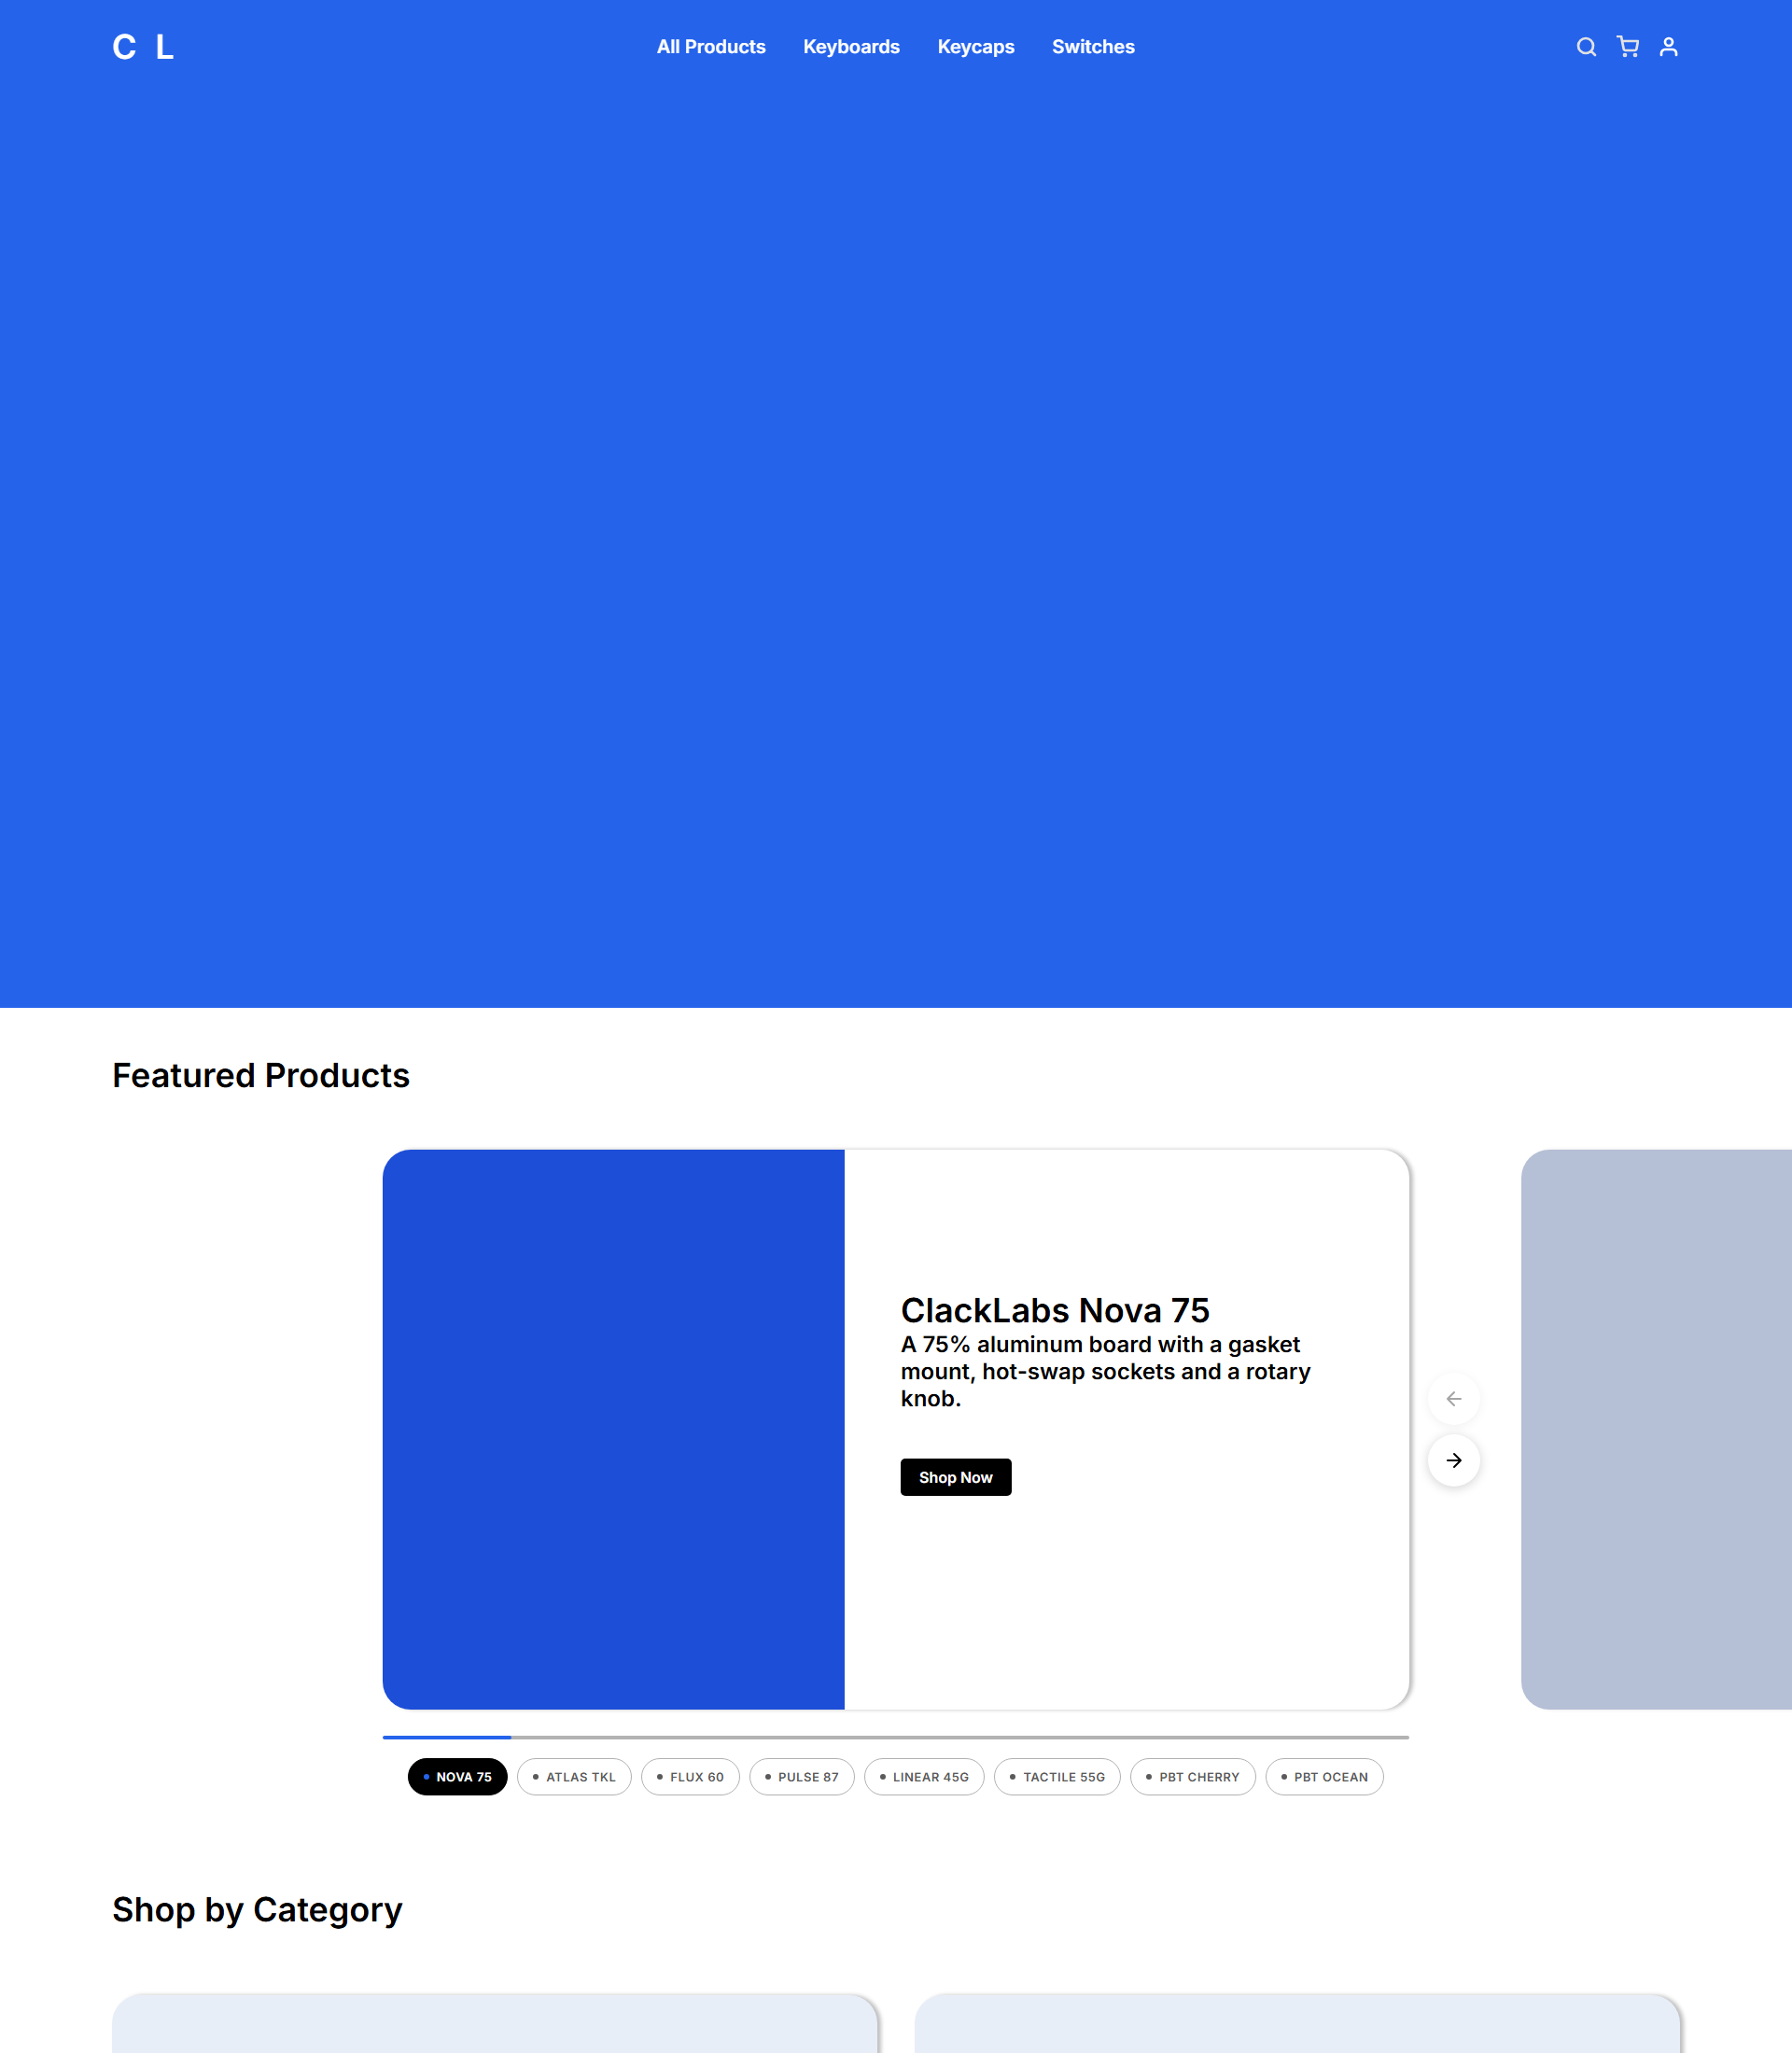 C L
All Products Keyboards Keycaps Switches
Featured Products
ClackLabs Nova 75
A 75% aluminum board with a gasket
mount, hot-swap sockets and a rotary
knob.
Shop Now
NOVA 75 ATLAS TKL FLUX 60 PULSE 87 LINEAR 45G TACTILE 55G PBT CHERRY PBT OCEAN
Shop by Category